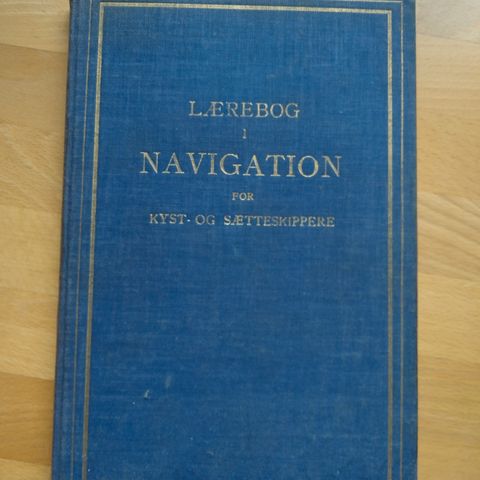 LÆREBOG
I
NAVIGATION
FOR
KYST- OG SÆTTESKIPPERE